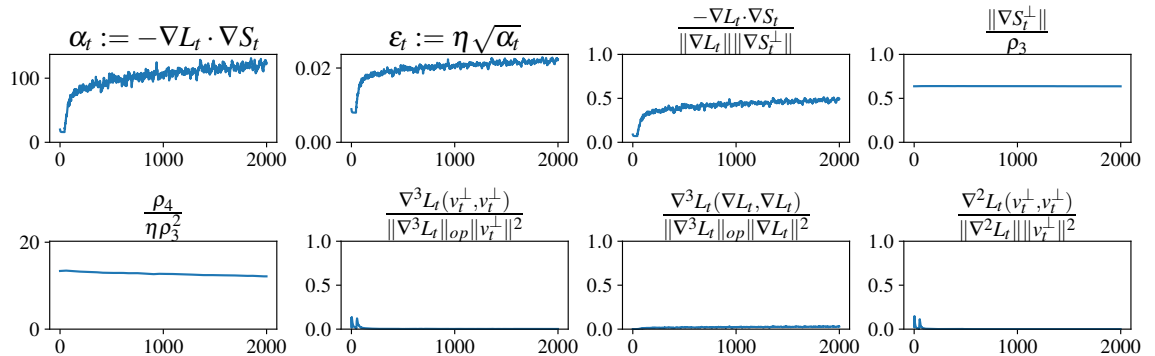 α_t := −∇L_t · ∇S_t
ε_t := η√α_t
−∇L_t · ∇S_t
‖∇L_t‖‖∇S_t^⊥‖
‖∇S_t^⊥‖
ρ_3
100
0
0 1000 2000
0.02
0.00
0 1000 2000
1.0
0.5
0.0
0 1000 2000
1.0
0.5
0.0
0 1000 2000
ρ_4
ηρ_3^2
∇^3L_t(v_t^⊥,v_t^⊥)
‖∇^3L_t‖_op‖v_t^⊥‖^2
∇^3L_t(∇L_t,∇L_t)
‖∇^3L_t‖_op‖∇L_t‖^2
∇^2L_t(v_t^⊥,v_t^⊥)
‖∇^2L_t‖‖v_t^⊥‖^2
20
0
0 1000 2000
1.0
0.5
0.0
0 1000 2000
1.0
0.5
0.0
0 1000 2000
1.0
0.5
0.0
0 1000 2000